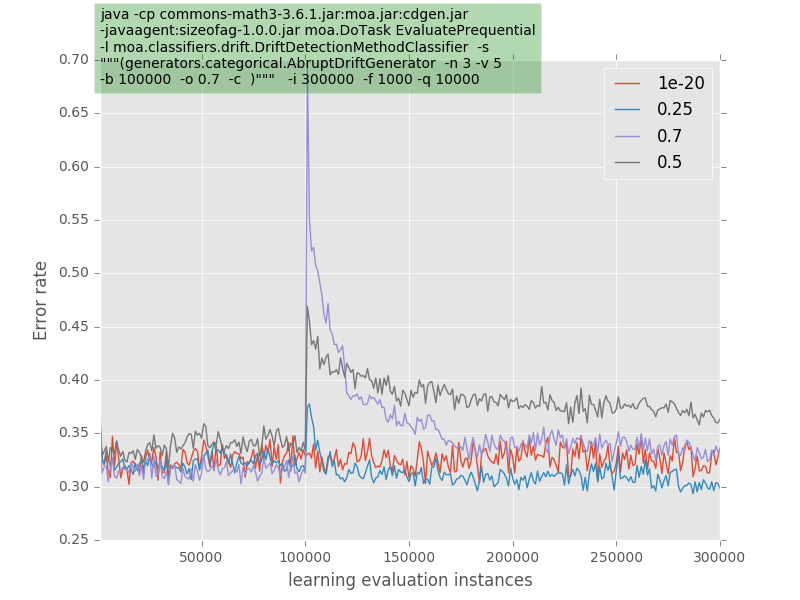 java -cp commons-math3-3.6.1.jar:moa.jar:cdgen.jar
-javaagent:sizeofag-1.0.0.jar moa.DoTask EvaluatePrequential
-l moa.classifiers.drift.DriftDetectionMethodClassifier  -s
"""(generators.categorical.AbruptDriftGenerator  -n 3 -v 5
-b 100000  -o 0.7  -c  )"""   -i 300000  -f 1000 -q 10000
1e-20
0.25
0.7
0.5
0.70
0.65
0.60
0.55
0.50
0.45
0.40
0.35
0.30
0.25
Error rate
50000 100000 150000 200000 250000 300000
learning evaluation instances